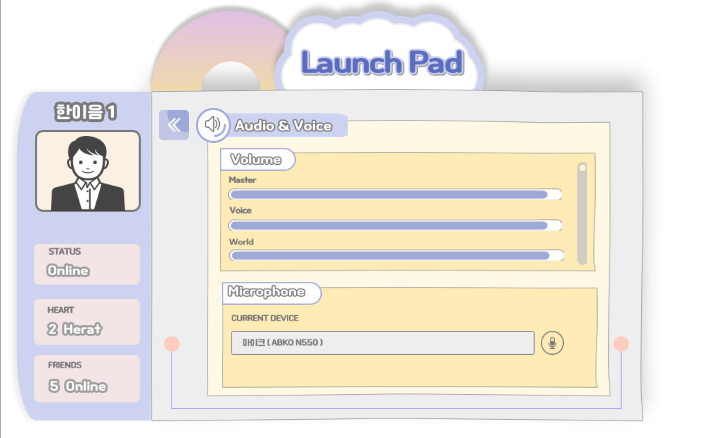 Launch Pad
한이음 1
STATUS
Online
HEART
2 Herat
FRIENDS
5 Online
Audio & Voice
Volume
Master
Voice
World
Microphone
CURRENT DEVICE
마이크 ( ABKO N550 )